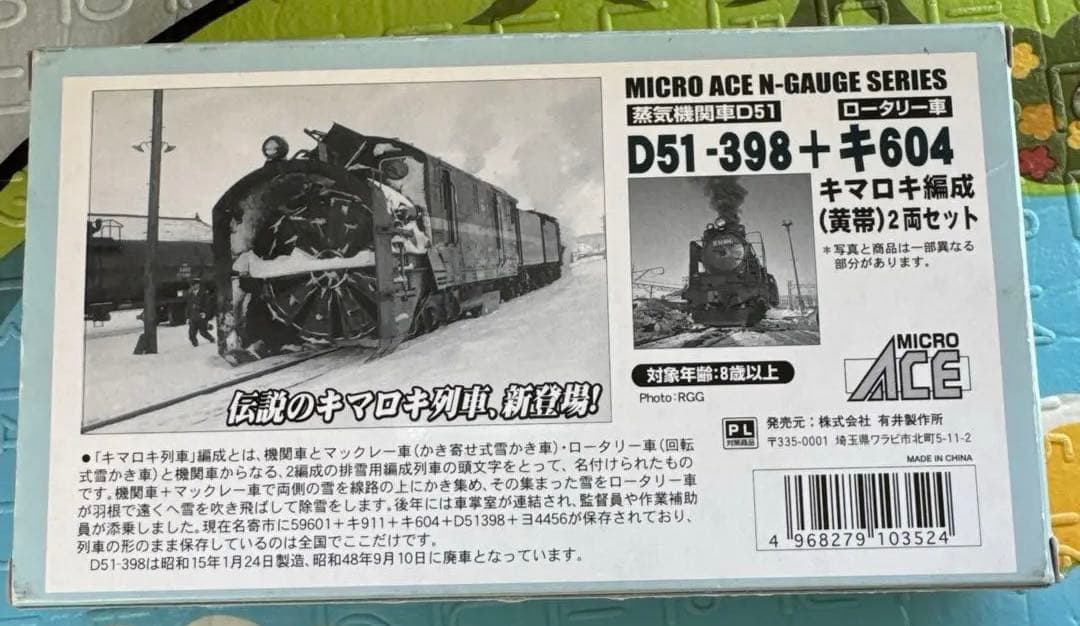 MICRO ACE N-GAUGE SERIES
蒸気機関車D51 ロータリー車
D51-398+キ604
キマロキ編成
(黄帯)2両セット
*写真と商品は一部異なる
部分があります。
伝説のキマロキ列車、新登場!
対象年齢:8歳以上
Photo:RGG
MICRO
ACE
PL
対策商品
発売元:株式会社 有井製作所
〒335-0001 埼玉県ワラビ市北町5-11-2
MADE IN CHINA
●「キマロキ列車」編成とは、機関車とマックレー車(かき寄せ式雪かき車)・ロータリー車(回転
式雪かき車)と機関車からなる、2編成の排雪用編成列車の頭文字をとって、名付けられたもの
です。機関車+マックレー車で両側の雪を線路の上にかき集め、その集まった雪をロータリー車
が羽根で遠くへ雪を吹き飛ばして除雪をします。後年には車掌室が連結され、監督員や作業補助
員が添乗しました。現在名寄市に59601+キ911+キ604+D51398+ヨ4456が保存されており、
列車の形のまま保存しているのは全国でここだけです。
D51-398は昭和15年1月24日製造、昭和48年9月10日に廃車となっています。
4 968279 103524